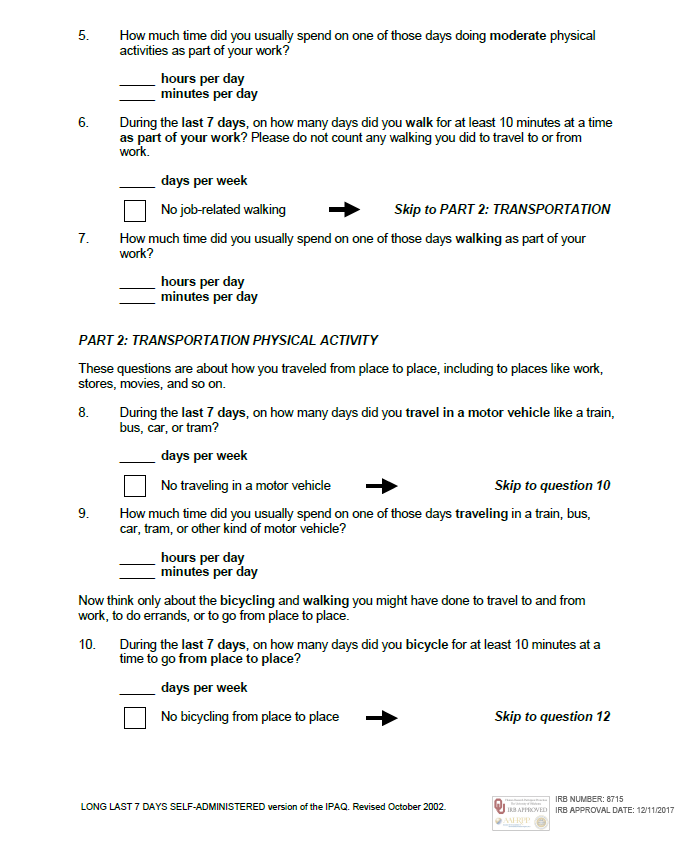 5. How much time did you usually spend on one of those days doing moderate physical
activities as part of your work?
_____ hours per day
_____ minutes per day
6. During the last 7 days, on how many days did you walk for at least 10 minutes at a time
as part of your work? Please do not count any walking you did to travel to or from
work.
_____ days per week
No job-related walking Skip to PART 2: TRANSPORTATION
7. How much time did you usually spend on one of those days walking as part of your
work?
_____ hours per day
_____ minutes per day
PART 2: TRANSPORTATION PHYSICAL ACTIVITY
These questions are about how you traveled from place to place, including to places like work,
stores, movies, and so on.
8. During the last 7 days, on how many days did you travel in a motor vehicle like a train,
bus, car, or tram?
_____ days per week
No traveling in a motor vehicle Skip to question 10
9. How much time did you usually spend on one of those days traveling in a train, bus,
car, tram, or other kind of motor vehicle?
_____ hours per day
_____ minutes per day
Now think only about the bicycling and walking you might have done to travel to and from
work, to do errands, or to go from place to place.
10. During the last 7 days, on how many days did you bicycle for at least 10 minutes at a
time to go from place to place?
_____ days per week
No bicycling from place to place Skip to question 12
LONG LAST 7 DAYS SELF-ADMINISTERED version of the IPAQ. Revised October 2002.
IRB APPROVED
IRB NUMBER: 8715
IRB APPROVAL DATE: 12/11/2017